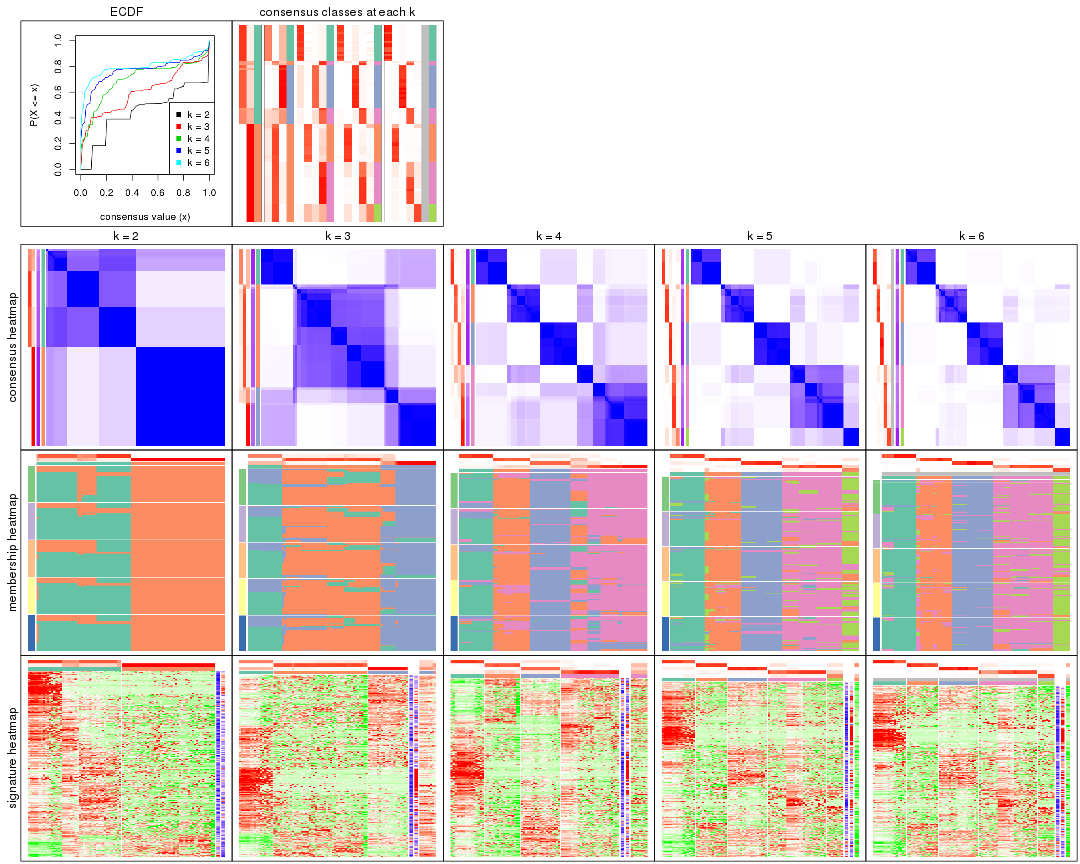 ECDF
consensus classes at each k
P(X <= x)
0.0 0.2 0.4 0.6 0.8 1.0
k = 2
k = 3
k = 4
k = 5
k = 6
0.0 0.2 0.4 0.6 0.8 1.0
consensus value (x)
k = 2
k = 3
k = 4
k = 5
k = 6
consensus heatmap
membership heatmap
signature heatmap